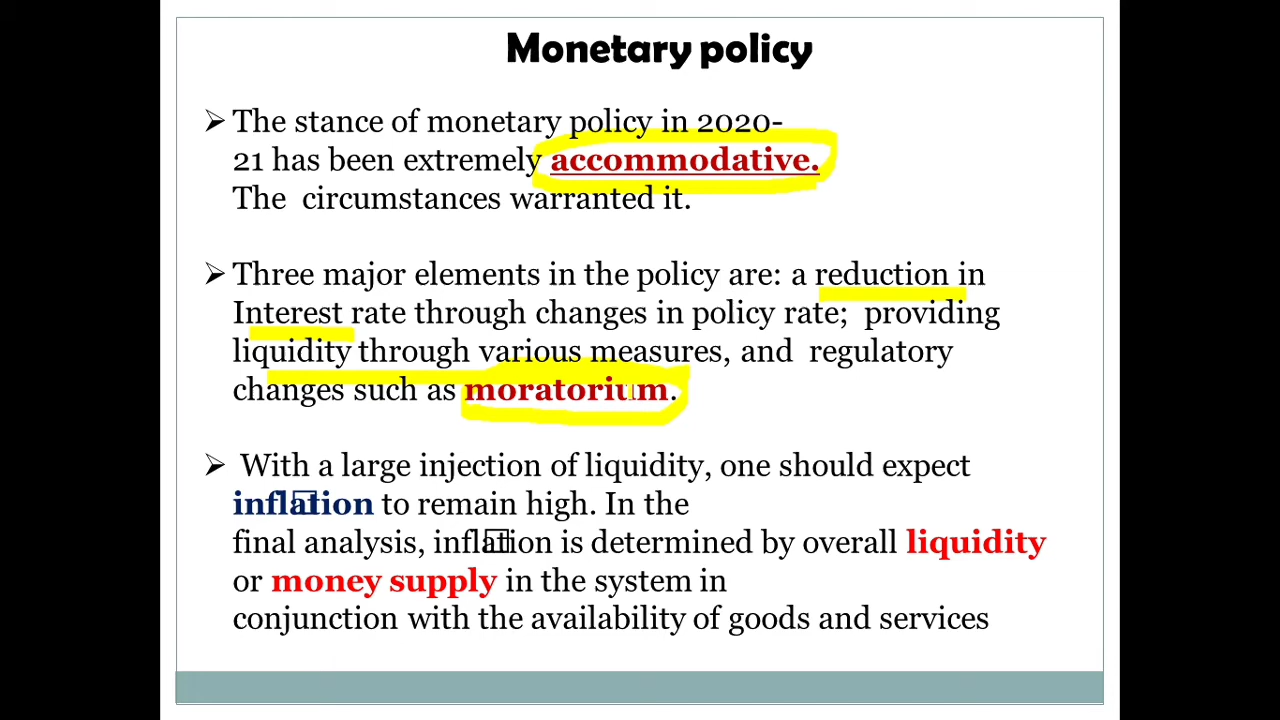 Monetary policy
➢ The stance of monetary policy in 2020-
21 has been extremely accommodative.
The circumstances warranted it.
➢ Three major elements in the policy are: a reduction in
Interest rate through changes in policy rate; providing
liquidity through various measures, and regulatory
changes such as moratorium.
➢ With a large injection of liquidity, one should expect
inflation to remain high. In the
final analysis, inflation is determined by overall liquidity
or money supply in the system in
conjunction with the availability of goods and services